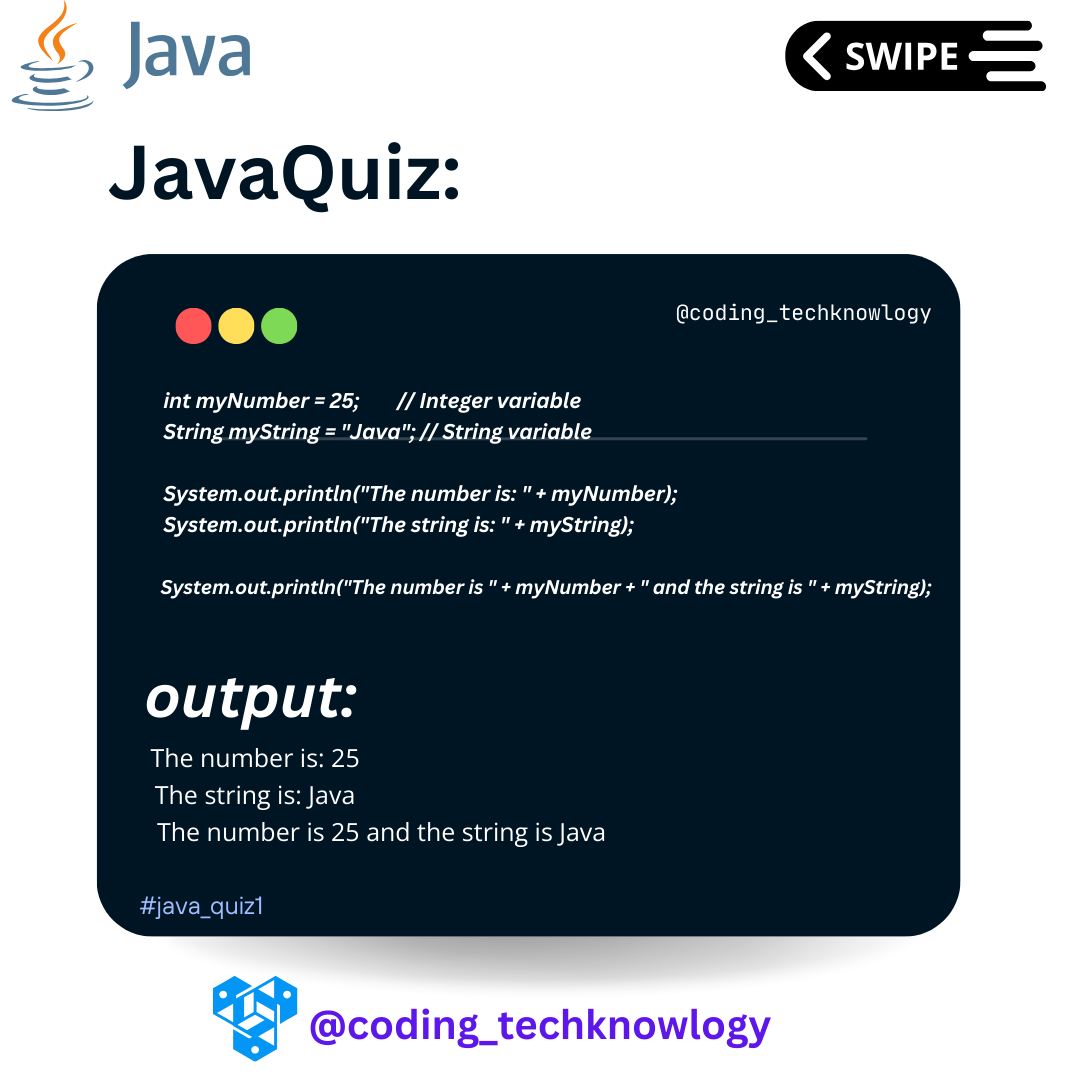 Java
SWIPE
JavaQuiz:
@coding_techknowlogy
int myNumber = 25; // Integer variable
String myString = "Java"; // String variable
System.out.println("The number is: " + myNumber);
System.out.println("The string is: " + myString);
System.out.println("The number is " + myNumber + " and the string is " + myString);
output:
The number is: 25
The string is: Java
The number is 25 and the string is Java
#java_quiz1
@coding_techknowlogy